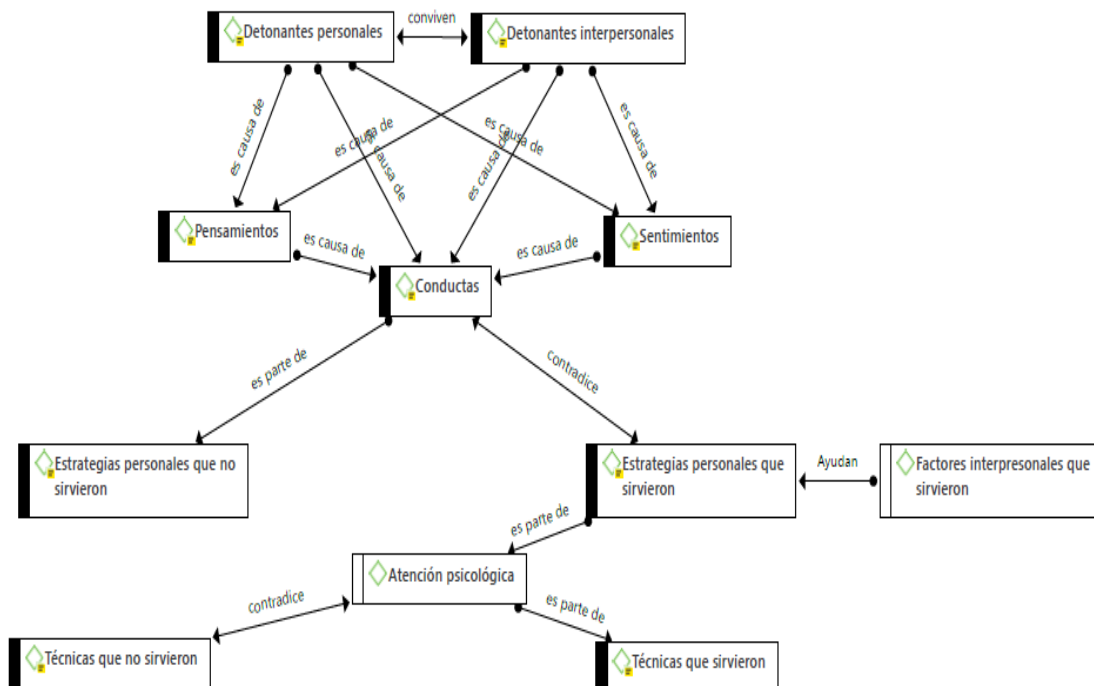 conviven
Detonantes personales
Detonantes interpersonales
es causa de
es causa de
es causa de
es causa de
es causa de
es causa de
Pensamientos
Sentimientos
es causa de
es causa de
Conductas
es parte de
contradice
Estrategias personales que no
sirvieron
Estrategias personales que
sirvieron
Ayudan
Factores interpresonales que
sirvieron
es parte de
Atención psicológica
contradice
es parte de
Técnicas que no sirvieron
Técnicas que sirvieron